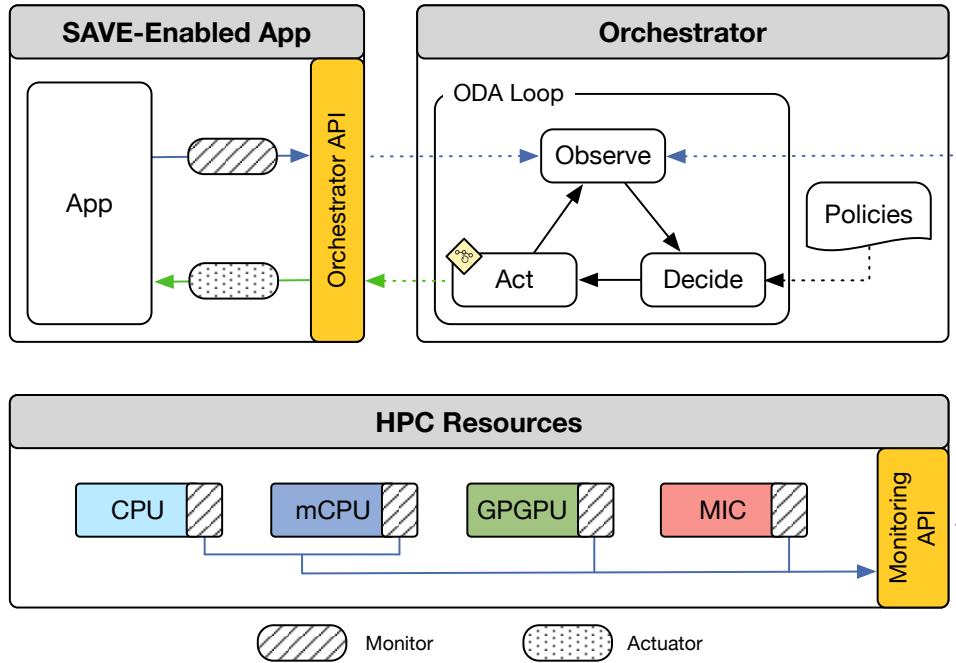 SAVE-Enabled App
Orchestrator
App
Orchestrator API
ODA Loop
Observe
Act
Decide
Policies
HPC Resources
CPU
mCPU
GPGPU
MIC
Monitoring
API
Monitor
Actuator